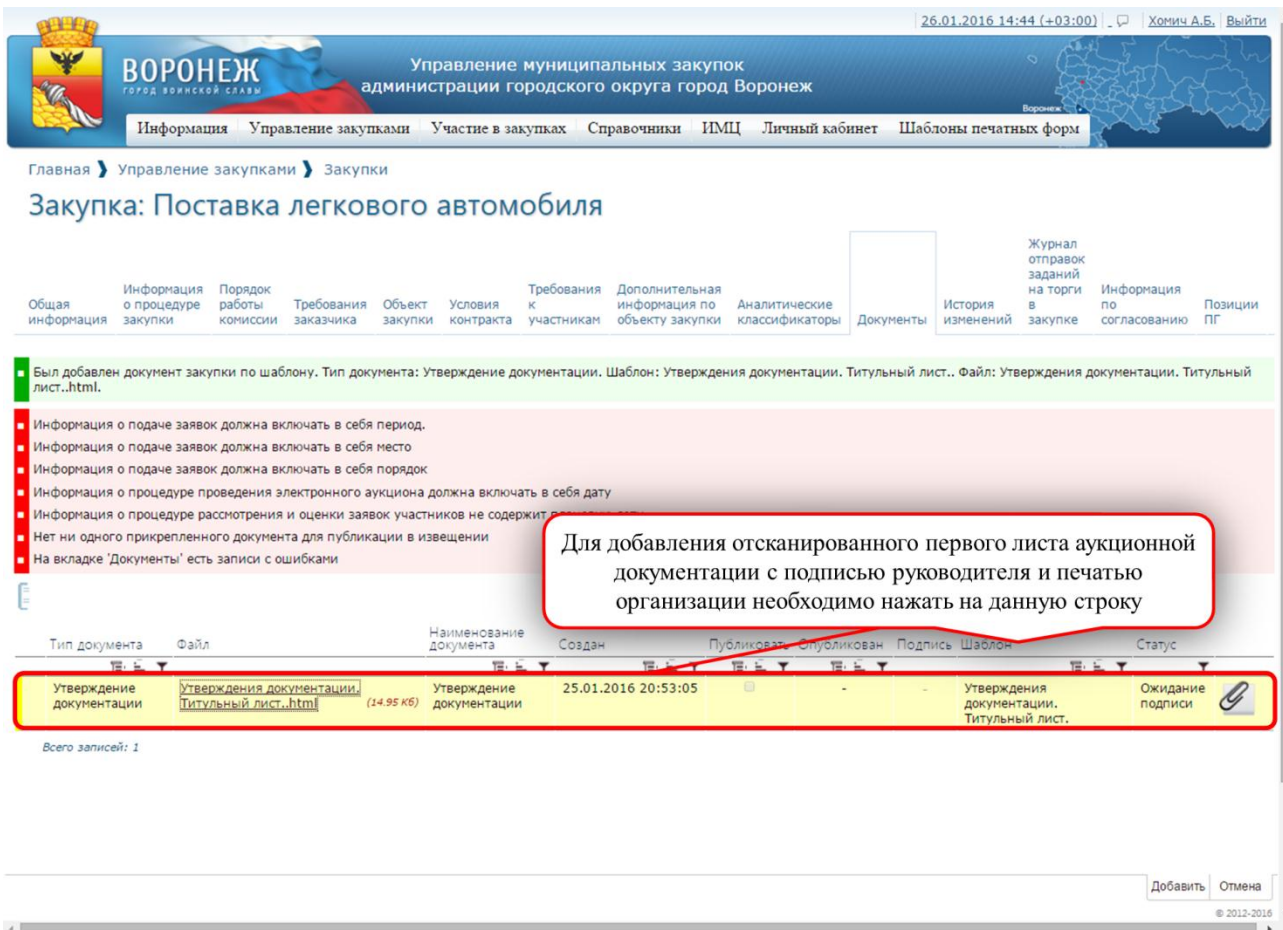 26.01.2016 14:44 (+03:00) Хомич А.Б. Выйти
ВОРОНЕЖ
ГОРОД ВОИНСКОЙ СЛАВЫ
Управление муниципальных закупок
администрации городского округа город Воронеж
Воронеж
Информация Управление закупками Участие в закупках Справочники ИМЦ Личный кабинет Шаблоны печатных форм
Главная Управление закупками Закупки
Закупка: Поставка легкового автомобиля
Общая
информация
Информация
о процедуре
закупки
Порядок
работы
комиссии
Требования
заказчика
Объект
закупки
Условия
контракта
Требования
к
участникам
Дополнительная
информация по
объекту закупки
Аналитические
классификаторы
Документы
История
изменений
Журнал
отправок
заданий
на торги
в
закупке
Информация
по
согласованию
Позиции
ПГ
Был добавлен документ закупки по шаблону. Тип документа: Утверждение документации. Шаблон: Утверждения документации. Титульный лист.. Файл: Утверждения документации. Титульный
лист..html.
Информация о подаче заявок должна включать в себя период.
Информация о подаче заявок должна включать в себя место
Информация о подаче заявок должна включать в себя порядок
Информация о процедуре проведения электронного аукциона должна включать в себя дату
Информация о процедуре рассмотрения и оценки заявок участников не содержит
Нет ни одного прикрепленного документа для публикации в извещении
На вкладке 'Документы' есть записи с ошибками
Для добавления отсканированного первого листа аукционной
документации с подписью руководителя и печатью
организации необходимо нажать на данную строку
Тип документа
Файл
Наименование
документа
Создан
Публиковать
Опубликован
Подпись
Шаблон
Статус
Утверждение
документации
Утверждения документации.
Титульный лист..html
(14.95 Кб)
Утверждение
документации
25.01.2016 20:53:05
-
-
Утверждения
документации.
Титульный лист.
Ожидание
подписи
Всего записей: 1
Добавить Отмена
© 2012-2016